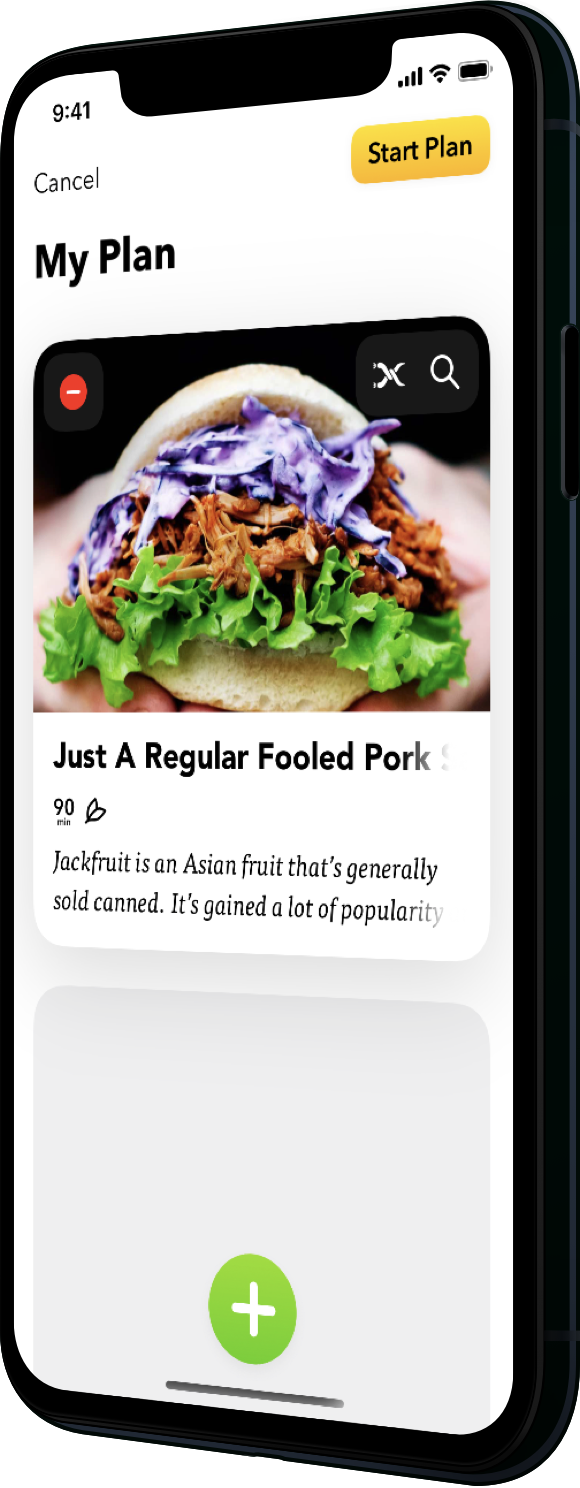 9:41
Cancel
Start Plan
My Plan
Just A Regular Fooled Pork
90
min
Jackfruit is an Asian fruit that's generally
sold canned. It's gained a lot of popularity